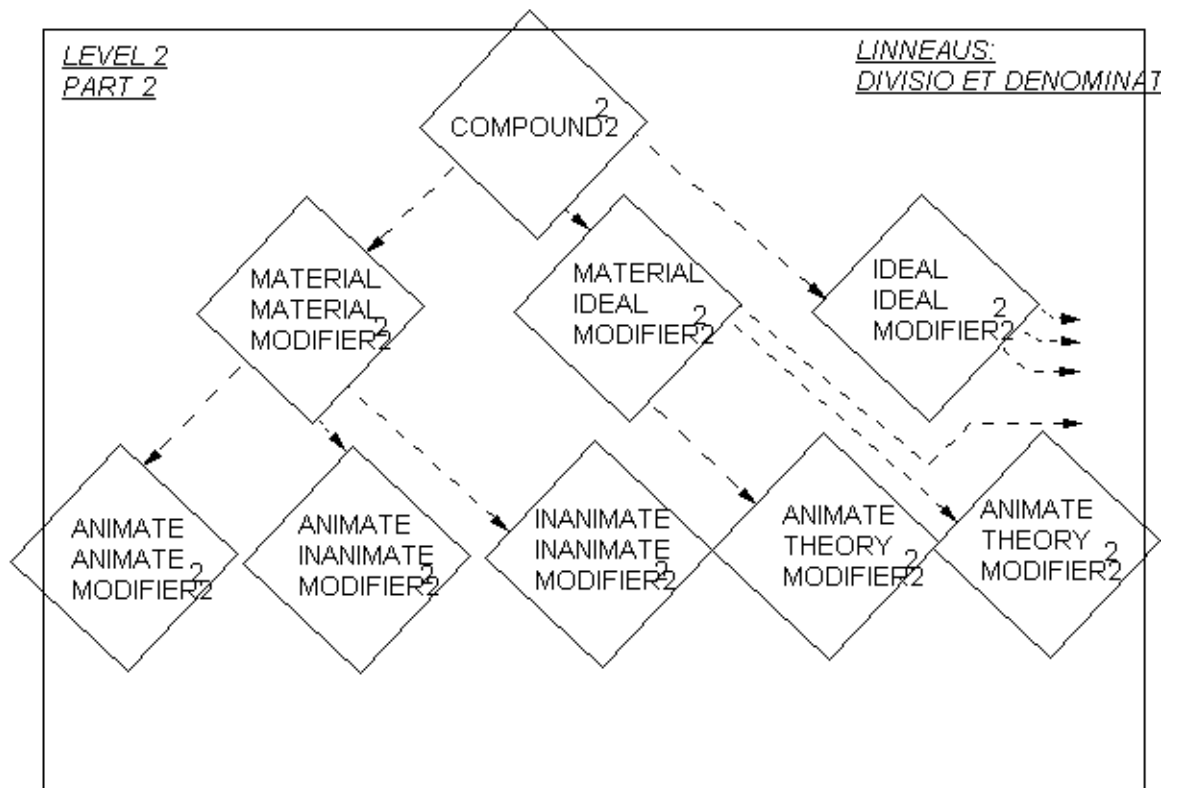 LEVEL 2
PART 2
LINNEAUS:
DIVISIO ET DENOMINAT
2
COMPOUND2
MATERIAL
MATERIAL
2
MODIFIER2
MATERIAL
IDEAL
2
MODIFIER2
IDEAL
IDEAL
2
MODIFIER2
ANIMATE
ANIMATE
2
MODIFIER2
ANIMATE
INANIMATE
2
MODIFIER2
INANIMATE
INANIMATE
2
MODIFIER2
ANIMATE
THEORY
2
MODIFIER2
ANIMATE
THEORY
2
MODIFIER2